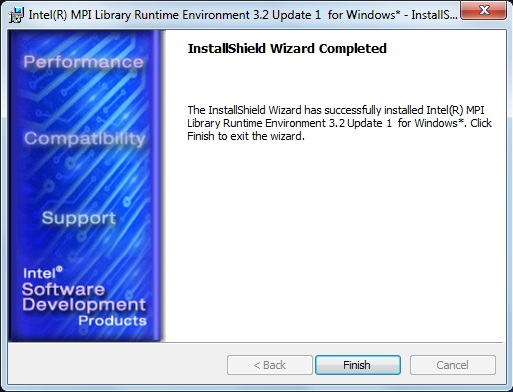 Intel(R) MPI Library Runtime Environment 3.2 Update 1 for Windows* - InstallS...
Performance
Compatibility
Support
Intel®
Software
Development
Products
InstallShield Wizard Completed
The InstallShield Wizard has successfully installed Intel(R) MPI
Library Runtime Environment 3.2 Update 1 for Windows*. Click
Finish to exit the wizard.
< Back
Finish
Cancel